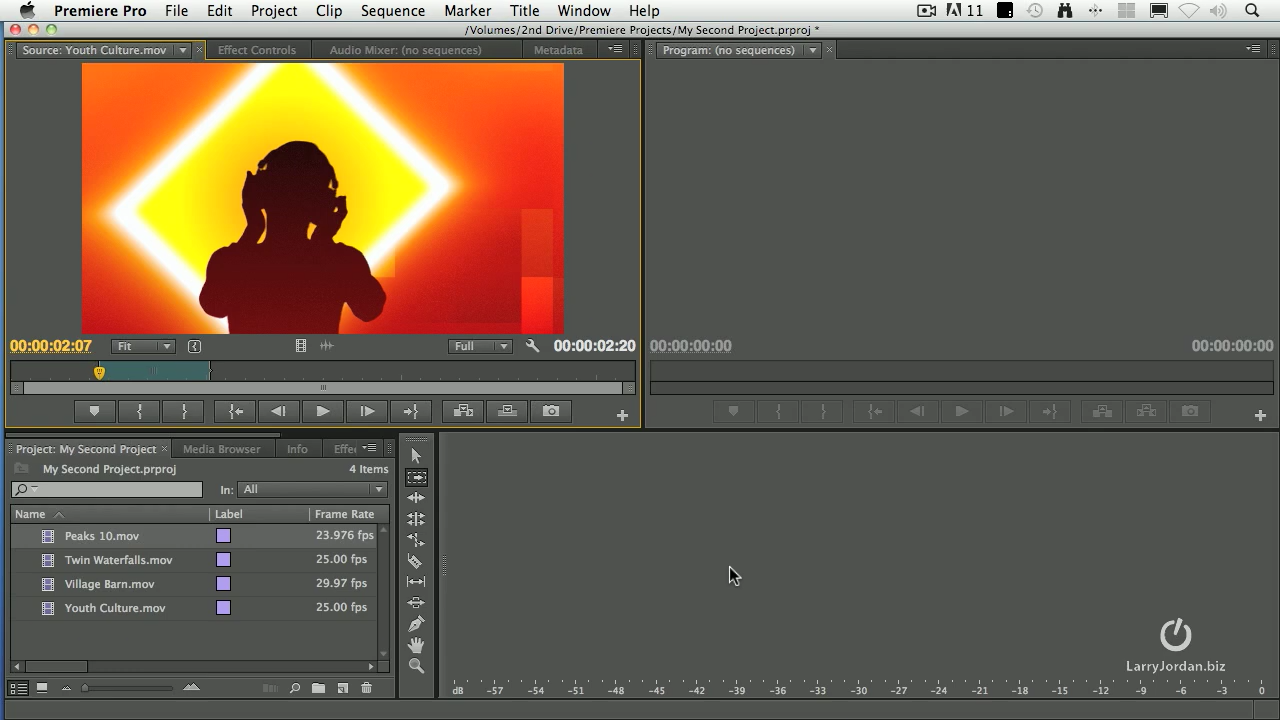 Premiere Pro File Edit Project Clip Sequence Marker Title Window Help 11
/Volumes/2nd Drive/Premiere Projects/My Second Project.prproj *
Source: Youth Culture.mov Effect Controls Audio Mixer: (no sequences) Metadata Program: (no sequences)
00:00:02:07 Fit Full 00:00:02:20 00:00:00:00 00:00:00:00
Project: My Second Project Media Browser Info Effe
My Second Project.prproj 4 Items
In: All
Name Label Frame Rate
Peaks 10.mov 23.976 fps
Twin Waterfalls.mov 25.00 fps
Village Barn.mov 29.97 fps
Youth Culture.mov 25.00 fps
LarryJordan.biz
dB -57 -54 -51 -48 -45 -42 -39 -36 -33 -30 -27 -24 -21 -18 -15 -12 -9 -6 -3 0